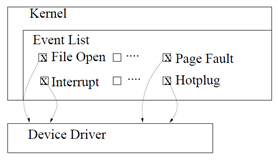 Kernel
Event List
File Open .... Page Fault
Interrupt .... Hotplug
Device Driver